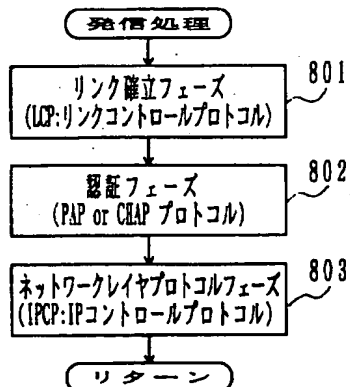 発信処理
リンク確立フェーズ
(LCP:リンクコントロールプロトコル)
801
認証フェーズ
(PAP or CHAP プロトコル)
802
ネットワークレイヤプロトコルフェーズ
(IPCP:IPコントロールプロトコル)
803
リターン